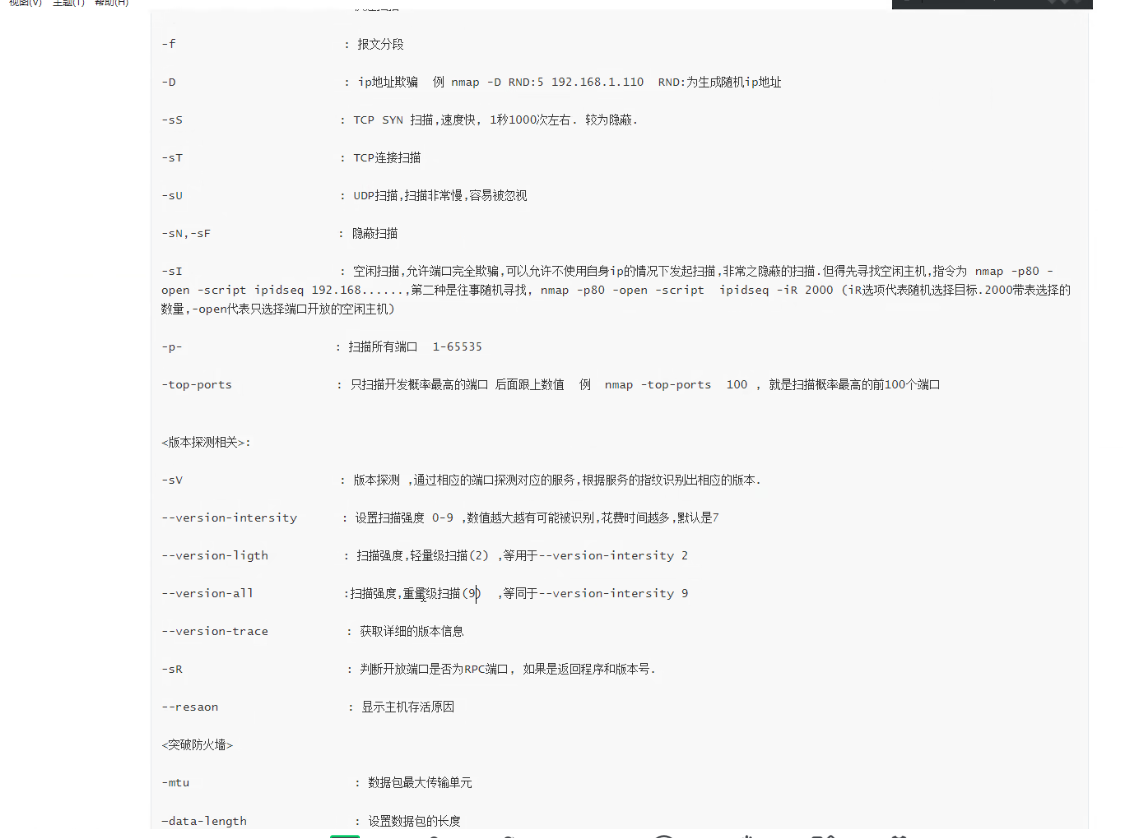 视图(V) 主题(T) 帮助(H)
-f : 报文分段
-D : ip地址欺骗 例 nmap -D RND:5 192.168.1.110 RND:为生成随机ip地址
-sS : TCP SYN 扫描,速度快, 1秒1000次左右. 较为隐蔽.
-sT : TCP连接扫描
-sU : UDP扫描,扫描非常慢,容易被忽视
-sN,-sF : 隐蔽扫描
-sI : 空闲扫描,允许端口完全欺骗,可以允许不使用自身ip的情况下发起扫描,非常之隐蔽的扫描.但得先寻找空闲主机,指令为 nmap -p80 -
open -script ipidseq 192.168......,第二种是往事随机寻找, nmap -p80 -open -script ipidseq -iR 2000 (iR选项代表随机选择目标.2000带表选择的
数量,-open代表只选择端口开放的空闲主机)
-p- : 扫描所有端口 1-65535
-top-ports : 只扫描开发概率最高的端口 后面跟上数值 例 nmap -top-ports 100 , 就是扫描概率最高的前100个端口
<版本探测相关>:
-sV : 版本探测 ,通过相应的端口探测对应的服务,根据服务的指纹识别出相应的版本.
--version-intersity : 设置扫描强度 0-9 ,数值越大越有可能被识别,花费时间越多,默认是7
--version-ligth : 扫描强度,轻量级扫描(2) ,等用于--version-intersity 2
--version-all :扫描强度,重量级扫描(9) ,等同于--version-intersity 9
--version-trace : 获取详细的版本信息
-sR : 判断开放端口是否为RPC端口, 如果是返回程序和版本号.
--resaon : 显示主机存活原因
<突破防火墙>
-mtu : 数据包最大传输单元
—data-length : 设置数据包的长度